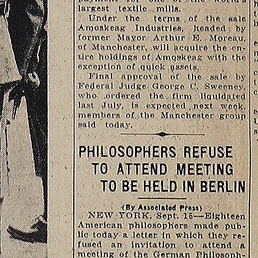 largest textile mills.
Under the terms of the sale
Amoskeag Industries, headed by
former Mayor Arthur E. Moreau,
of Manchester, will acquire the en-
tire holdings of Amoskeag with the
exception of quick assets.
Final approval of the sale by
Federal Judge George C. Sweeney,
who ordered the firm liquidated
last July, is expected next week,
members of the Manchester group
said today.
PHILOSOPHERS REFUSE
TO ATTEND MEETING
TO BE HELD IN BERLIN
(By Associated Press)
NEW YORK, Sept. 15—Eighteen
American philosophers made pub-
lic today a letter in which they re-
fused an invitation to attend a
meeting of the German Philosoph-